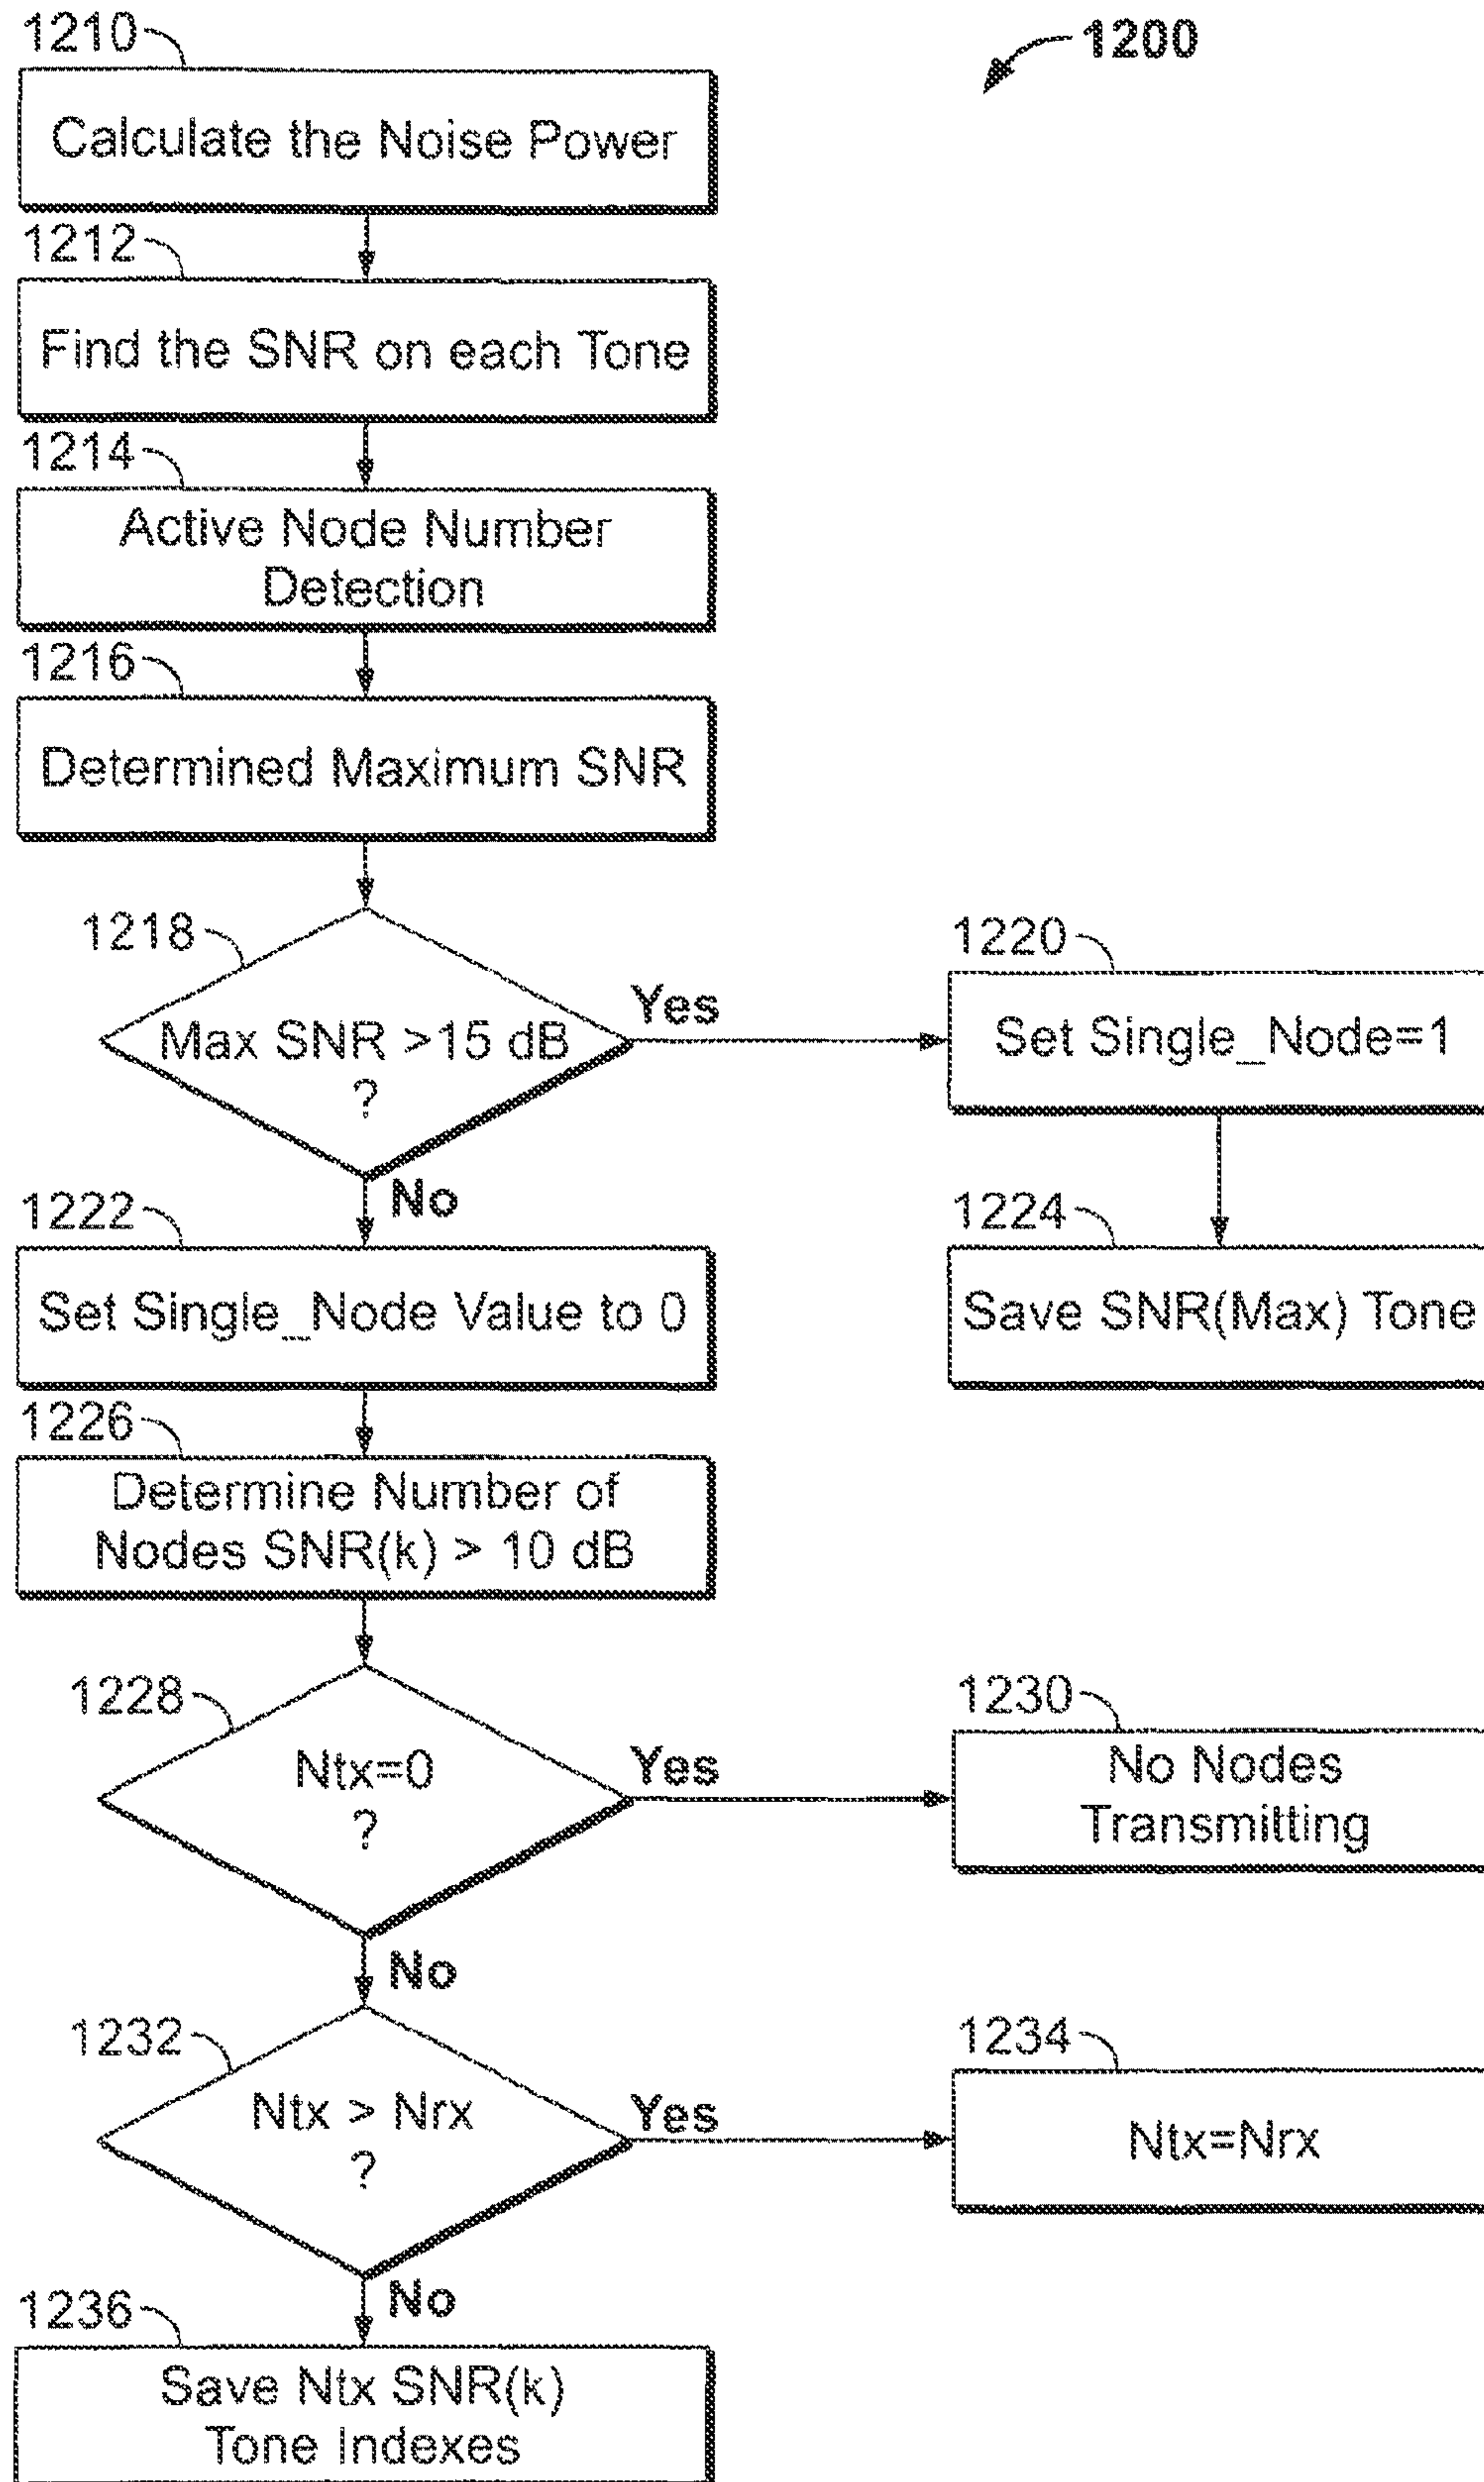 1200
1210
Calculate the Noise Power
1212
Find the SNR on each Tone
1214
Active Node Number
Detection
1216
Determined Maximum SNR
1218
Max SNR >15 dB
?
Yes
1220
Set Single_Node=1
No
1222
Set Single_Node Value to 0
1224
Save SNR(Max) Tone
1226
Determine Number of
Nodes SNR(k) > 10 dB
1228
Ntx=0
?
Yes
1230
No Nodes
Transmitting
No
1232
Ntx > Nrx
?
Yes
1234
Ntx=Nrx
No
1236
Save Ntx SNR(k)
Tone Indexes